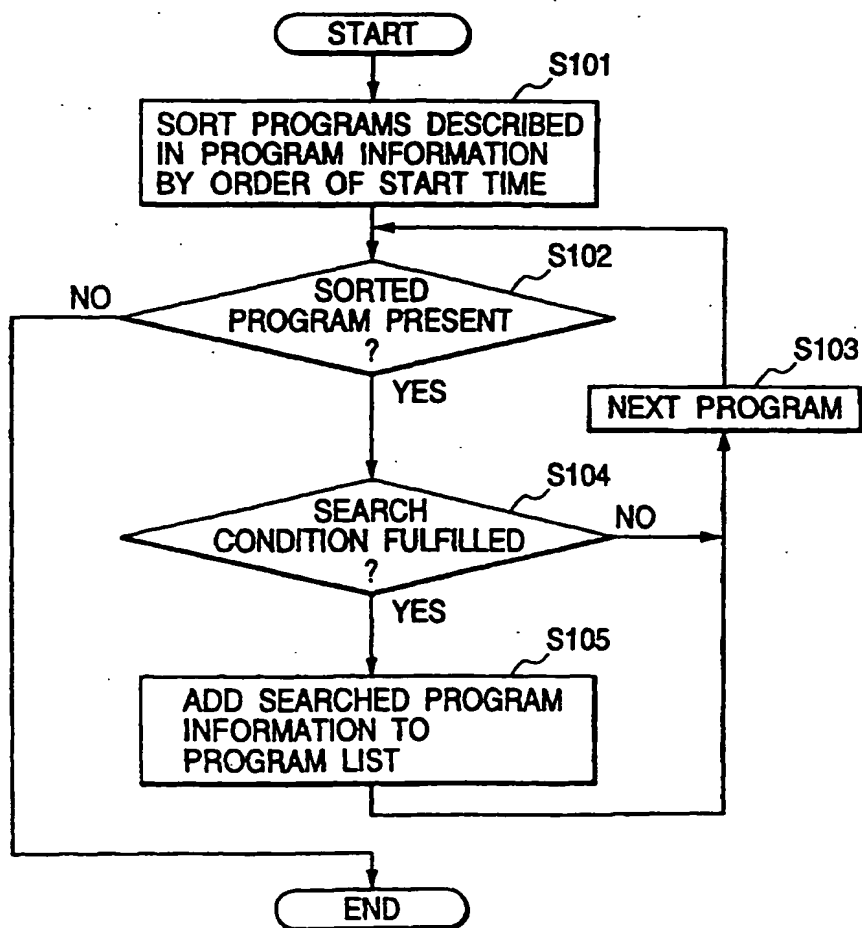 START
S101
SORT PROGRAMS DESCRIBED
IN PROGRAM INFORMATION
BY ORDER OF START TIME
S102
NO
SORTED
PROGRAM PRESENT
?
YES
S103
NEXT PROGRAM
S104
SEARCH
CONDITION FULFILLED
?
NO
YES
S105
ADD SEARCHED PROGRAM
INFORMATION TO
PROGRAM LIST
END